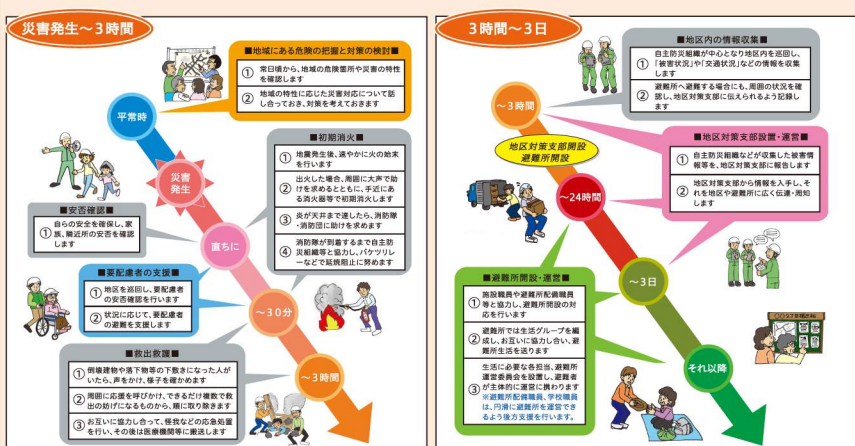 災害発生～3時間
■地域にある危険の把握と対策の検討■
① 常日頃から、地域の危険箇所や災害の特性
を確認します
② 地域の特性に応じた災害対応について話
し合っておき、対策を考えておきます
平常時
■初期消火■
① 地震発生後、速やかに火の始末
を行います
② 出火した場合、周囲に大声で助
けを求めるとともに、手近にあ
る消火器等で初期消火します
③ 炎が天井まで達したら、消防隊
・消防団に助けを求めます
④ 消防隊が到着するまで自主防
災組織等と協力し、バケツリレ
ーなどで延焼阻止に努めます
災害
発生
■安否確認■
① 自らの安全を確保し、家
族、隣近所の安否を確認
します
直ちに
■要配慮者の支援■
① 地区を巡回し、要配慮者
の安否確認を行います
② 状況に応じて、要配慮者
の避難を支援します
～30分
■救出救護■
① 倒壊建物や落下物等の下敷きになった人が
いたら、声をかけ、様子を確かめます
② 周囲に応援を呼びかけ、できるだけ複数で救
出の妨げになるものから、順に取り除きます
③ お互いに協力し合って、怪我などの応急処置
を行い、その後は医療機関等に搬送します
～3時間
3時間～3日
■地区内の情報収集■
① 自主防災組織が中心となり地区内を巡回し、
「被害状況」や「交通状況」などの情報を収集
します
② 避難所へ避難する場合にも、周囲の状況を確
認し、地区対策支部に伝えられるよう記録し
ます
～3時間
地区対策支部開設
避難所開設
■地区対策支部設置・運営■
① 自主防災組織などが収集した被害情
報等を、地区対策支部に報告します
② 地区対策支部から情報を入手し、そ
れを地区や避難所に広く伝達・周知
します
～24時間
■避難所開設・運営■
① 施設職員や避難所配備職員
等と協力し、避難所開設の対
応を行います
② 避難所では生活グループを編
成し、お互いに協力し合い、避
難所生活を送ります
③ 生活に必要な各担当、避難所
運営委員会を設置し、避難者
が主体的に運営に携わります
※避難所配備職員、学校職員
は、円滑に避難所を運営でき
るよう後方支援を行います。
～3日
それ以降